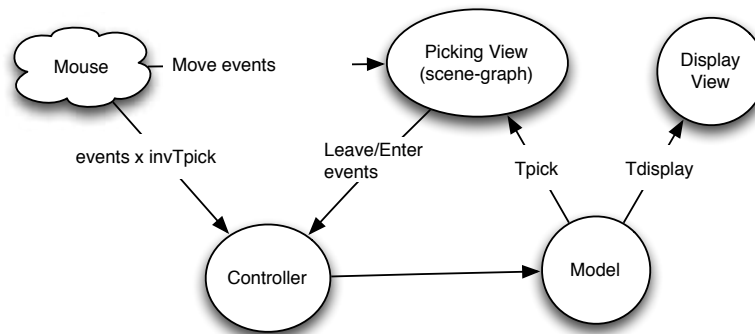 Mouse
Move events
Picking View
(scene-graph)
Display
View
events x invTpick
Leave/Enter
events
Tpick
Tdisplay
Controller
Model